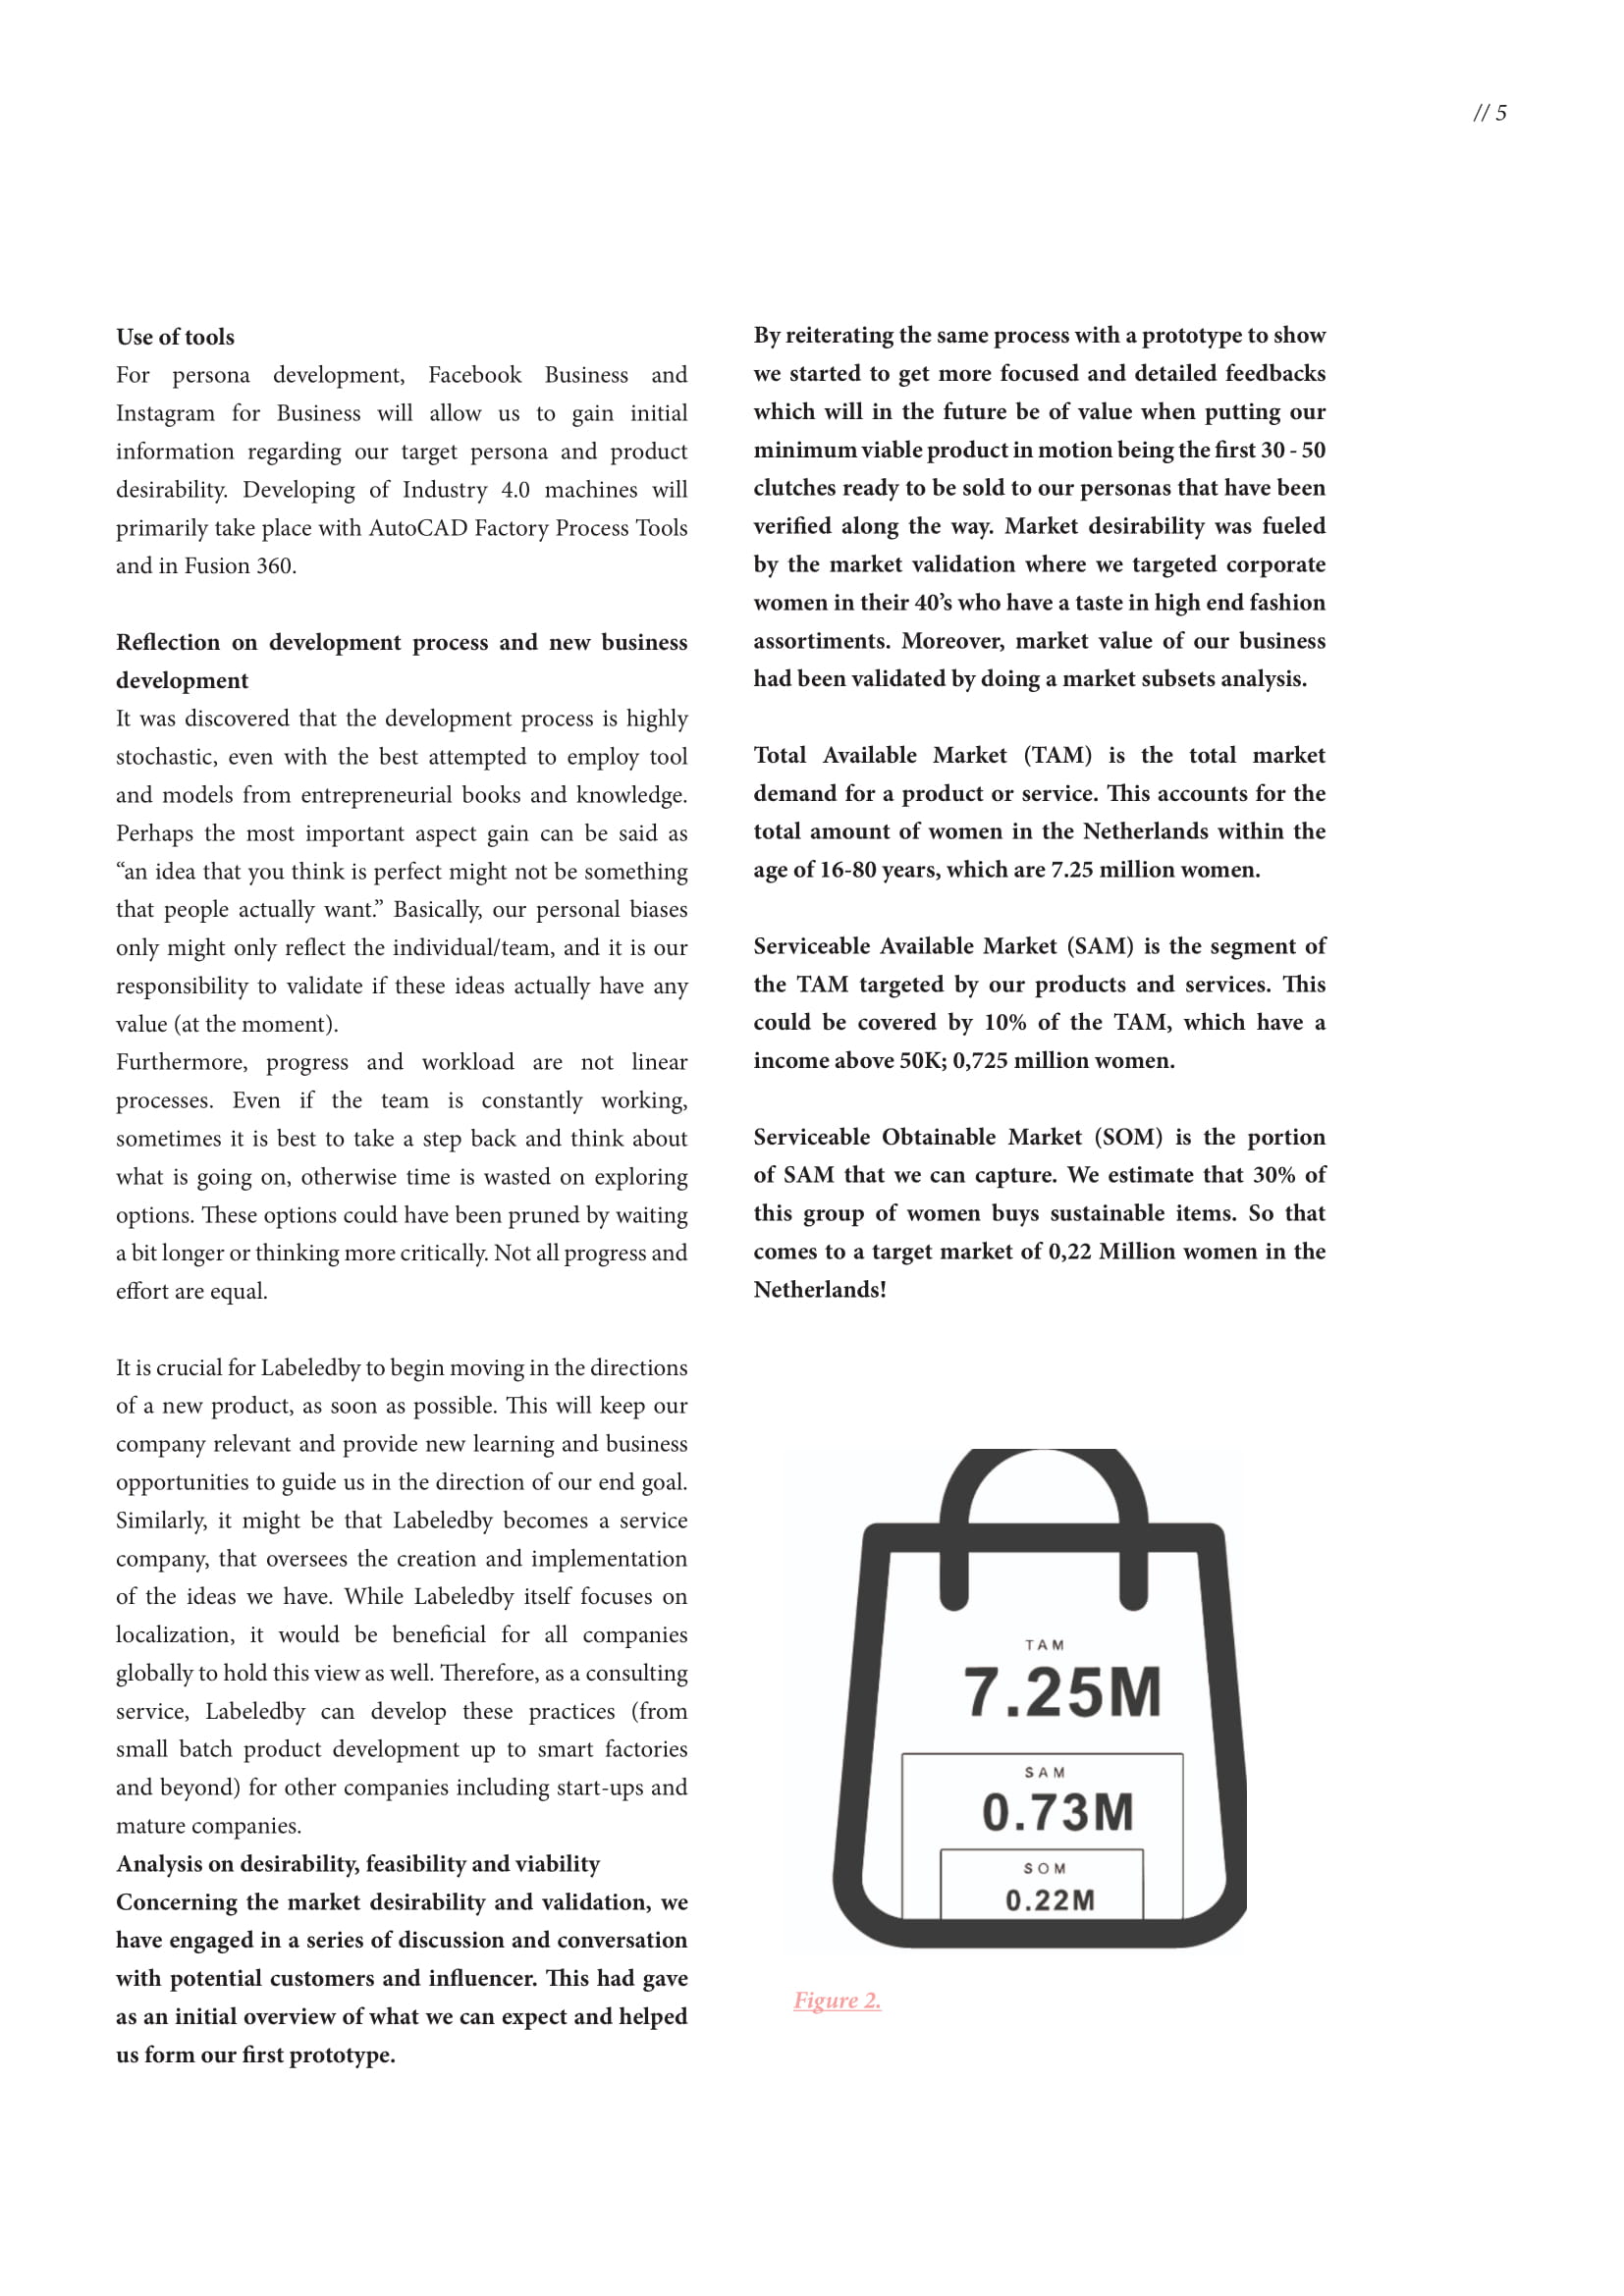 // 5
Use of tools
For persona development, Facebook Business and
Instagram for Business will allow us to gain initial
information regarding our target persona and product
desirability. Developing of Industry 4.0 machines will
primarily take place with AutoCAD Factory Process Tools
and in Fusion 360.
Reflection on development process and new business
development
It was discovered that the development process is highly
stochastic, even with the best attempted to employ tool
and models from entrepreneurial books and knowledge.
Perhaps the most important aspect gain can be said as
“an idea that you think is perfect might not be something
that people actually want.” Basically, our personal biases
only might only reflect the individual/team, and it is our
responsibility to validate if these ideas actually have any
value (at the moment).
Furthermore, progress and workload are not linear
processes. Even if the team is constantly working,
sometimes it is best to take a step back and think about
what is going on, otherwise time is wasted on exploring
options. These options could have been pruned by waiting
a bit longer or thinking more critically. Not all progress and
effort are equal.
It is crucial for Labeledby to begin moving in the directions
of a new product, as soon as possible. This will keep our
company relevant and provide new learning and business
opportunities to guide us in the direction of our end goal.
Similarly, it might be that Labeledby becomes a service
company, that oversees the creation and implementation
of the ideas we have. While Labeledby itself focuses on
localization, it would be beneficial for all companies
globally to hold this view as well. Therefore, as a consulting
service, Labeledby can develop these practices (from
small batch product development up to smart factories
and beyond) for other companies including start-ups and
mature companies.
Analysis on desirability, feasibility and viability
Concerning the market desirability and validation, we
have engaged in a series of discussion and conversation
with potential customers and influencer. This had gave
as an initial overview of what we can expect and helped
us form our first prototype.
By reiterating the same process with a prototype to show
we started to get more focused and detailed feedbacks
which will in the future be of value when putting our
minimum viable product in motion being the first 30 - 50
clutches ready to be sold to our personas that have been
verified along the way. Market desirability was fueled
by the market validation where we targeted corporate
women in their 40’s who have a taste in high end fashion
assortiments. Moreover, market value of our business
had been validated by doing a market subsets analysis.
Total Available Market (TAM) is the total market
demand for a product or service. This accounts for the
total amount of women in the Netherlands within the
age of 16-80 years, which are 7.25 million women.
Serviceable Available Market (SAM) is the segment of
the TAM targeted by our products and services. This
could be covered by 10% of the TAM, which have a
income above 50K; 0,725 million women.
Serviceable Obtainable Market (SOM) is the portion
of SAM that we can capture. We estimate that 30% of
this group of women buys sustainable items. So that
comes to a target market of 0,22 Million women in the
Netherlands!
TAM
7.25M
SAM
0.73M
SOM
0.22M
Figure 2.